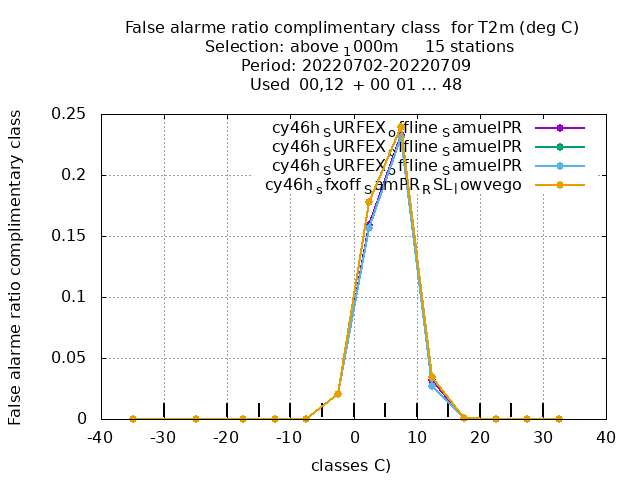 False alarme ratio complimentary class for T2m (deg C)
Selection: above 1000m 15 stations
Period: 20220702-20220709
Used 00,12 + 00 01 ... 48
False alarme ratio complimentary class
0.25
0.2
0.15
0.1
0.05
0
cy46h SURFEX offline SamuelPR
cy46h SURFEX offline SamuelPR
cy46h SURFEX offline SamuelPR
cy46h sfxoff SamPR RSL lowvego
-40 -30 -20 -10 0 10 20 30 40
classes C)